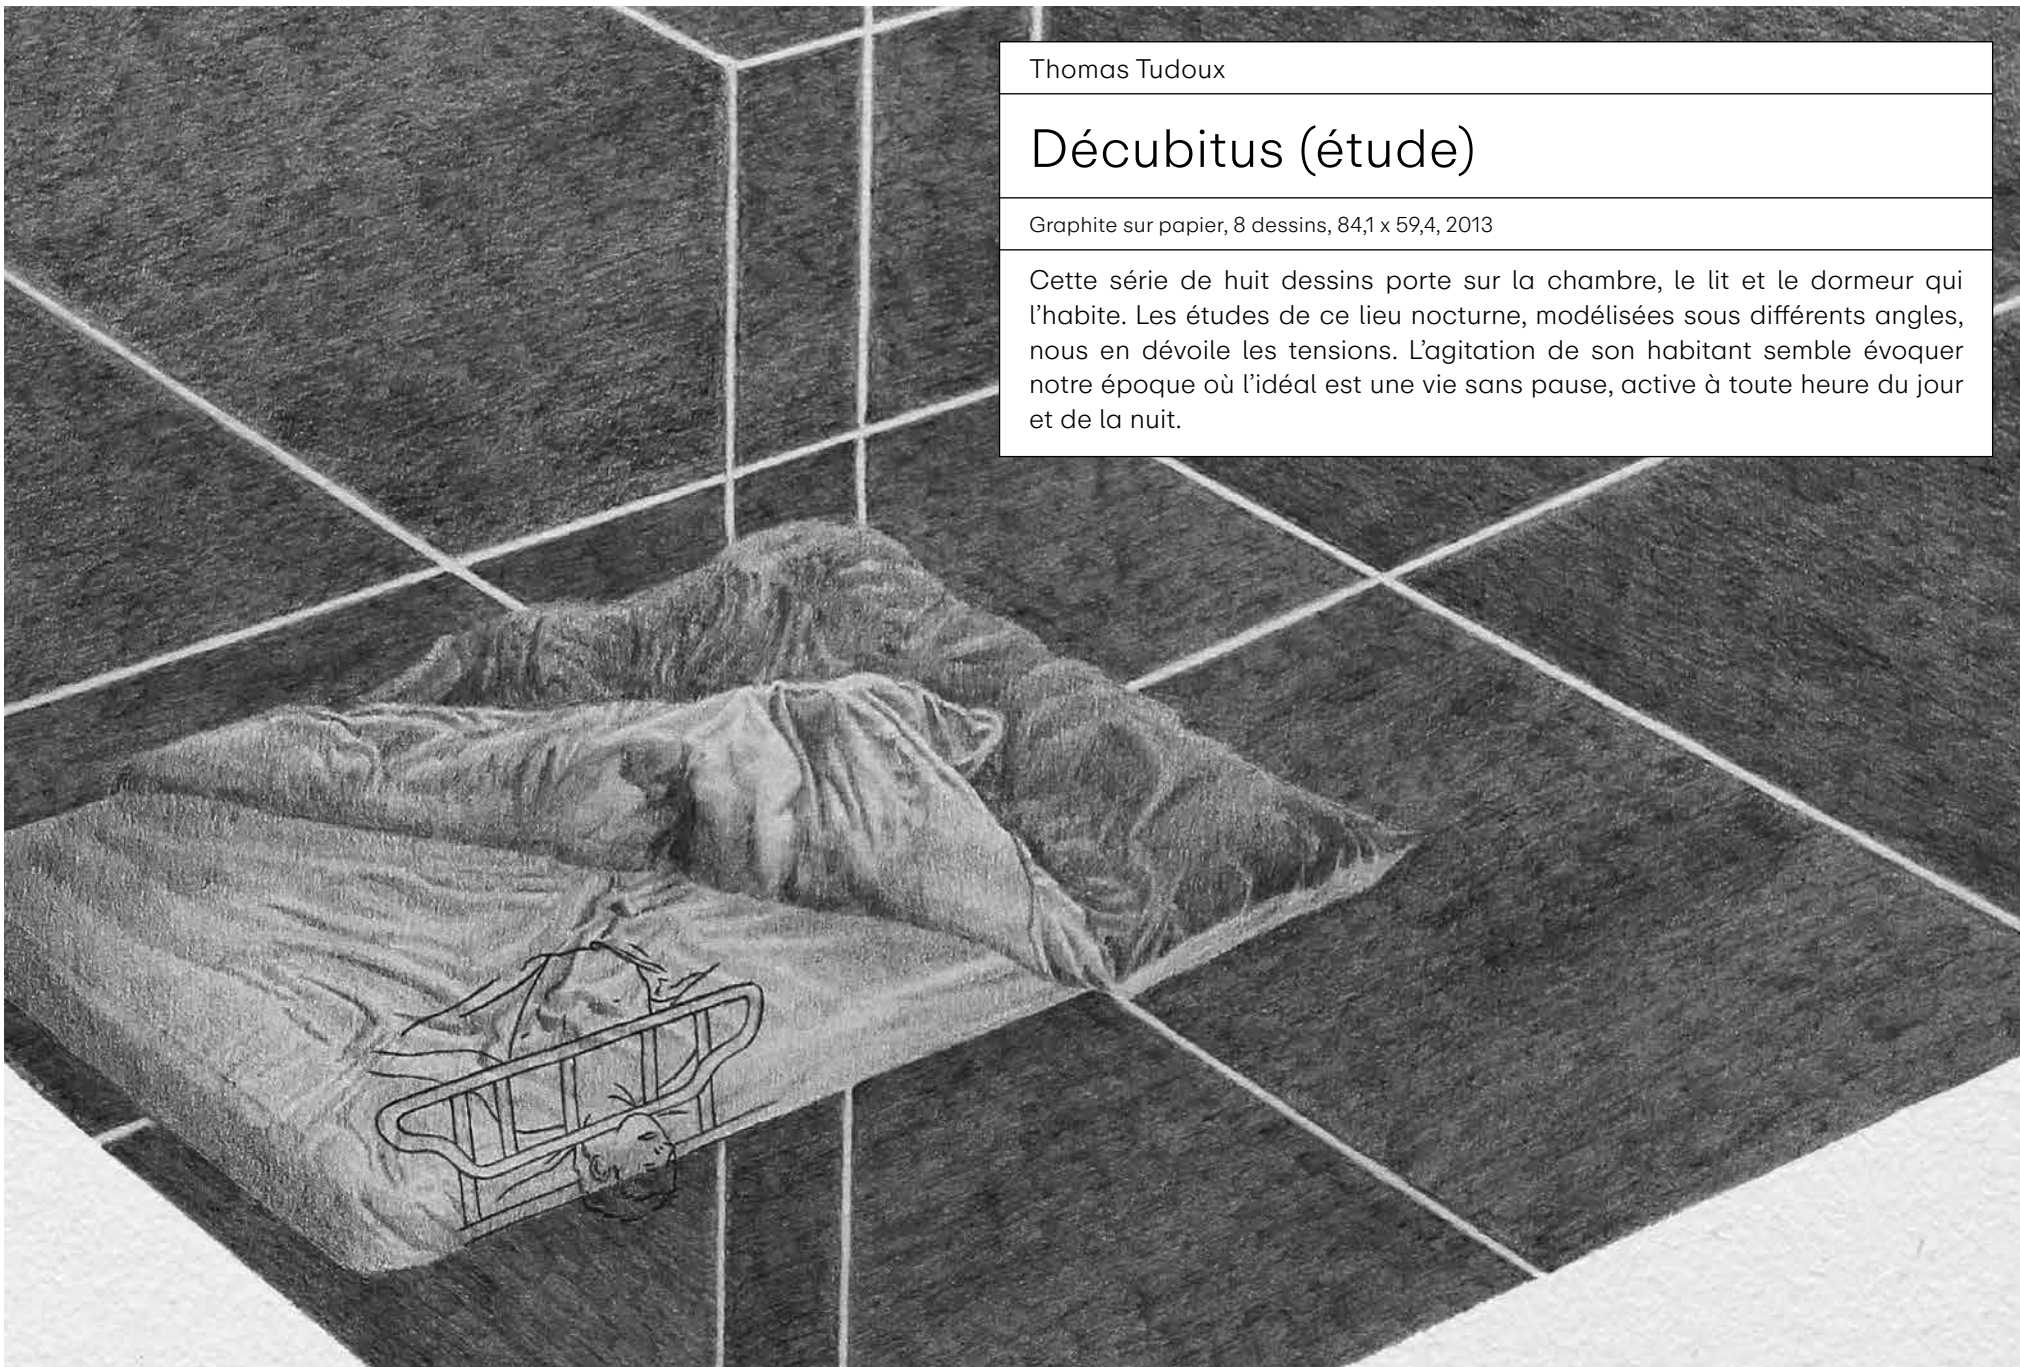 Thomas Tudoux
Décubitus (étude)
Graphite sur papier, 8 dessins, 84,1 x 59,4, 2013
Cette série de huit dessins porte sur la chambre, le lit et le dormeur qui
l’habite. Les études de ce lieu nocturne, modélisées sous différents angles,
nous en dévoile les tensions. L’agitation de son habitant semble évoquer
notre époque où l’idéal est une vie sans pause, active à toute heure du jour
et de la nuit.